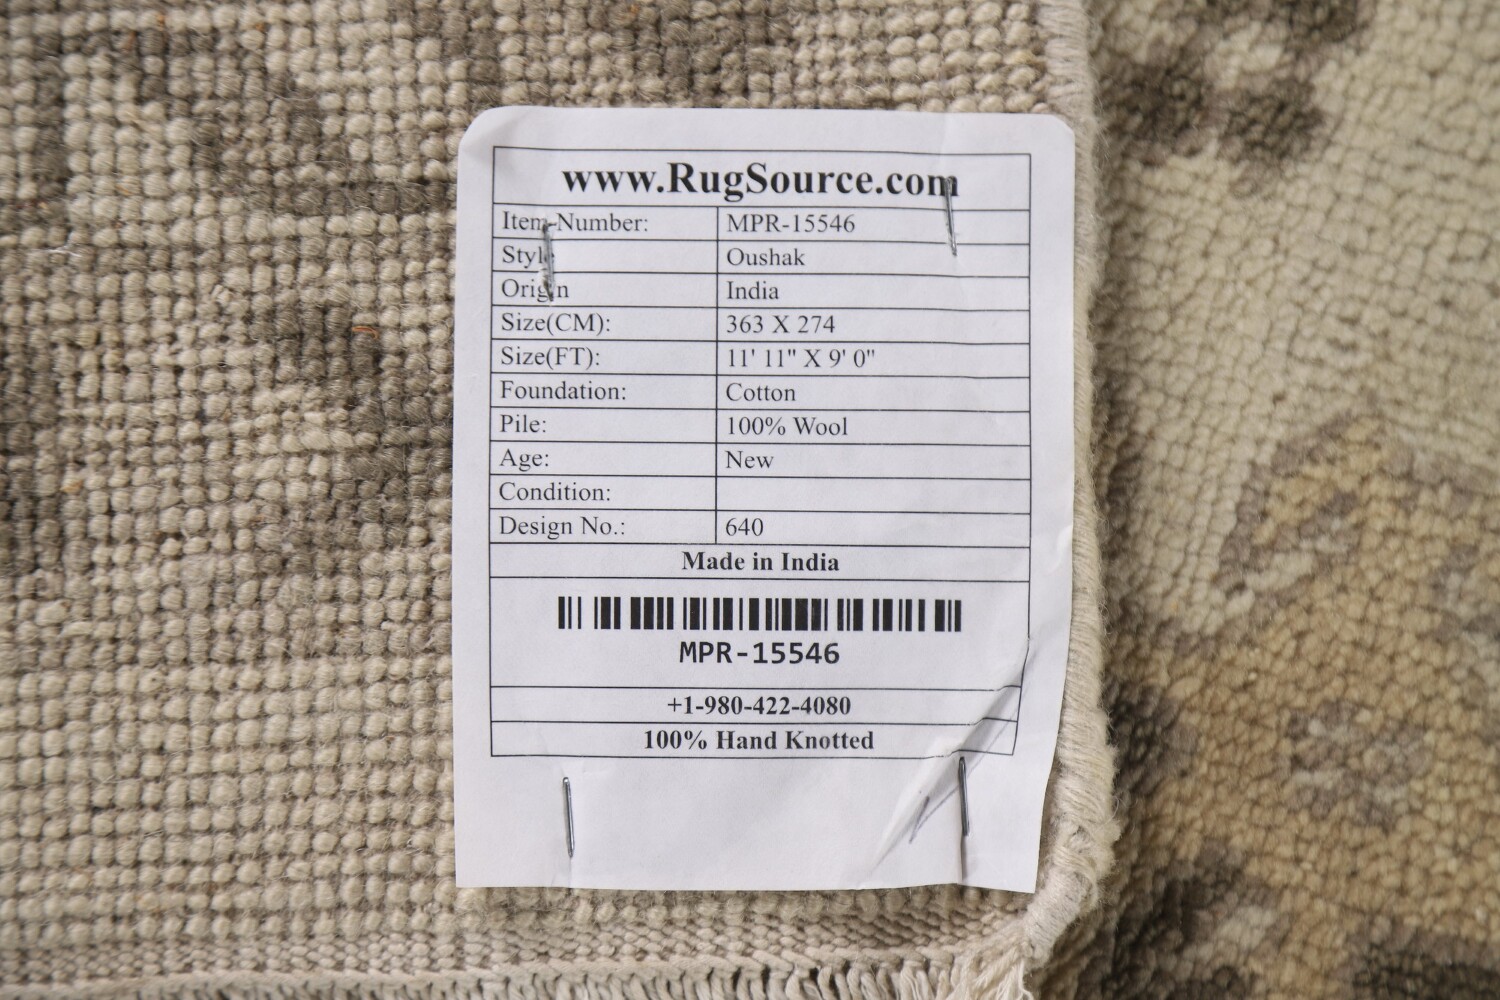 www.RugSource.com
Item Number: MPR-15546
Style Oushak
Origin India
Size(CM): 363 X 274
Size(FT): 11' 11" X 9' 0"
Foundation: Cotton
Pile: 100% Wool
Age: New
Condition:
Design No.: 640
Made in India
MPR-15546
+1-980-422-4080
100% Hand Knotted